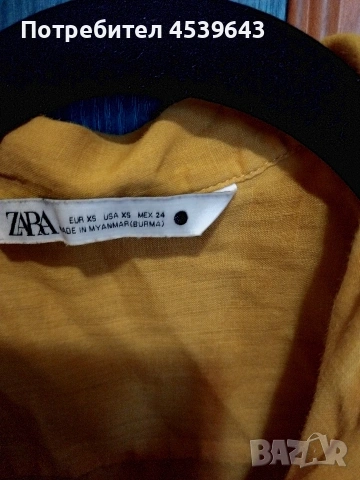 Потребител 4539643
ZARA
EUR XS USA XS MEX 24
MADE IN MYANMAR(BURMA)
BAZAR